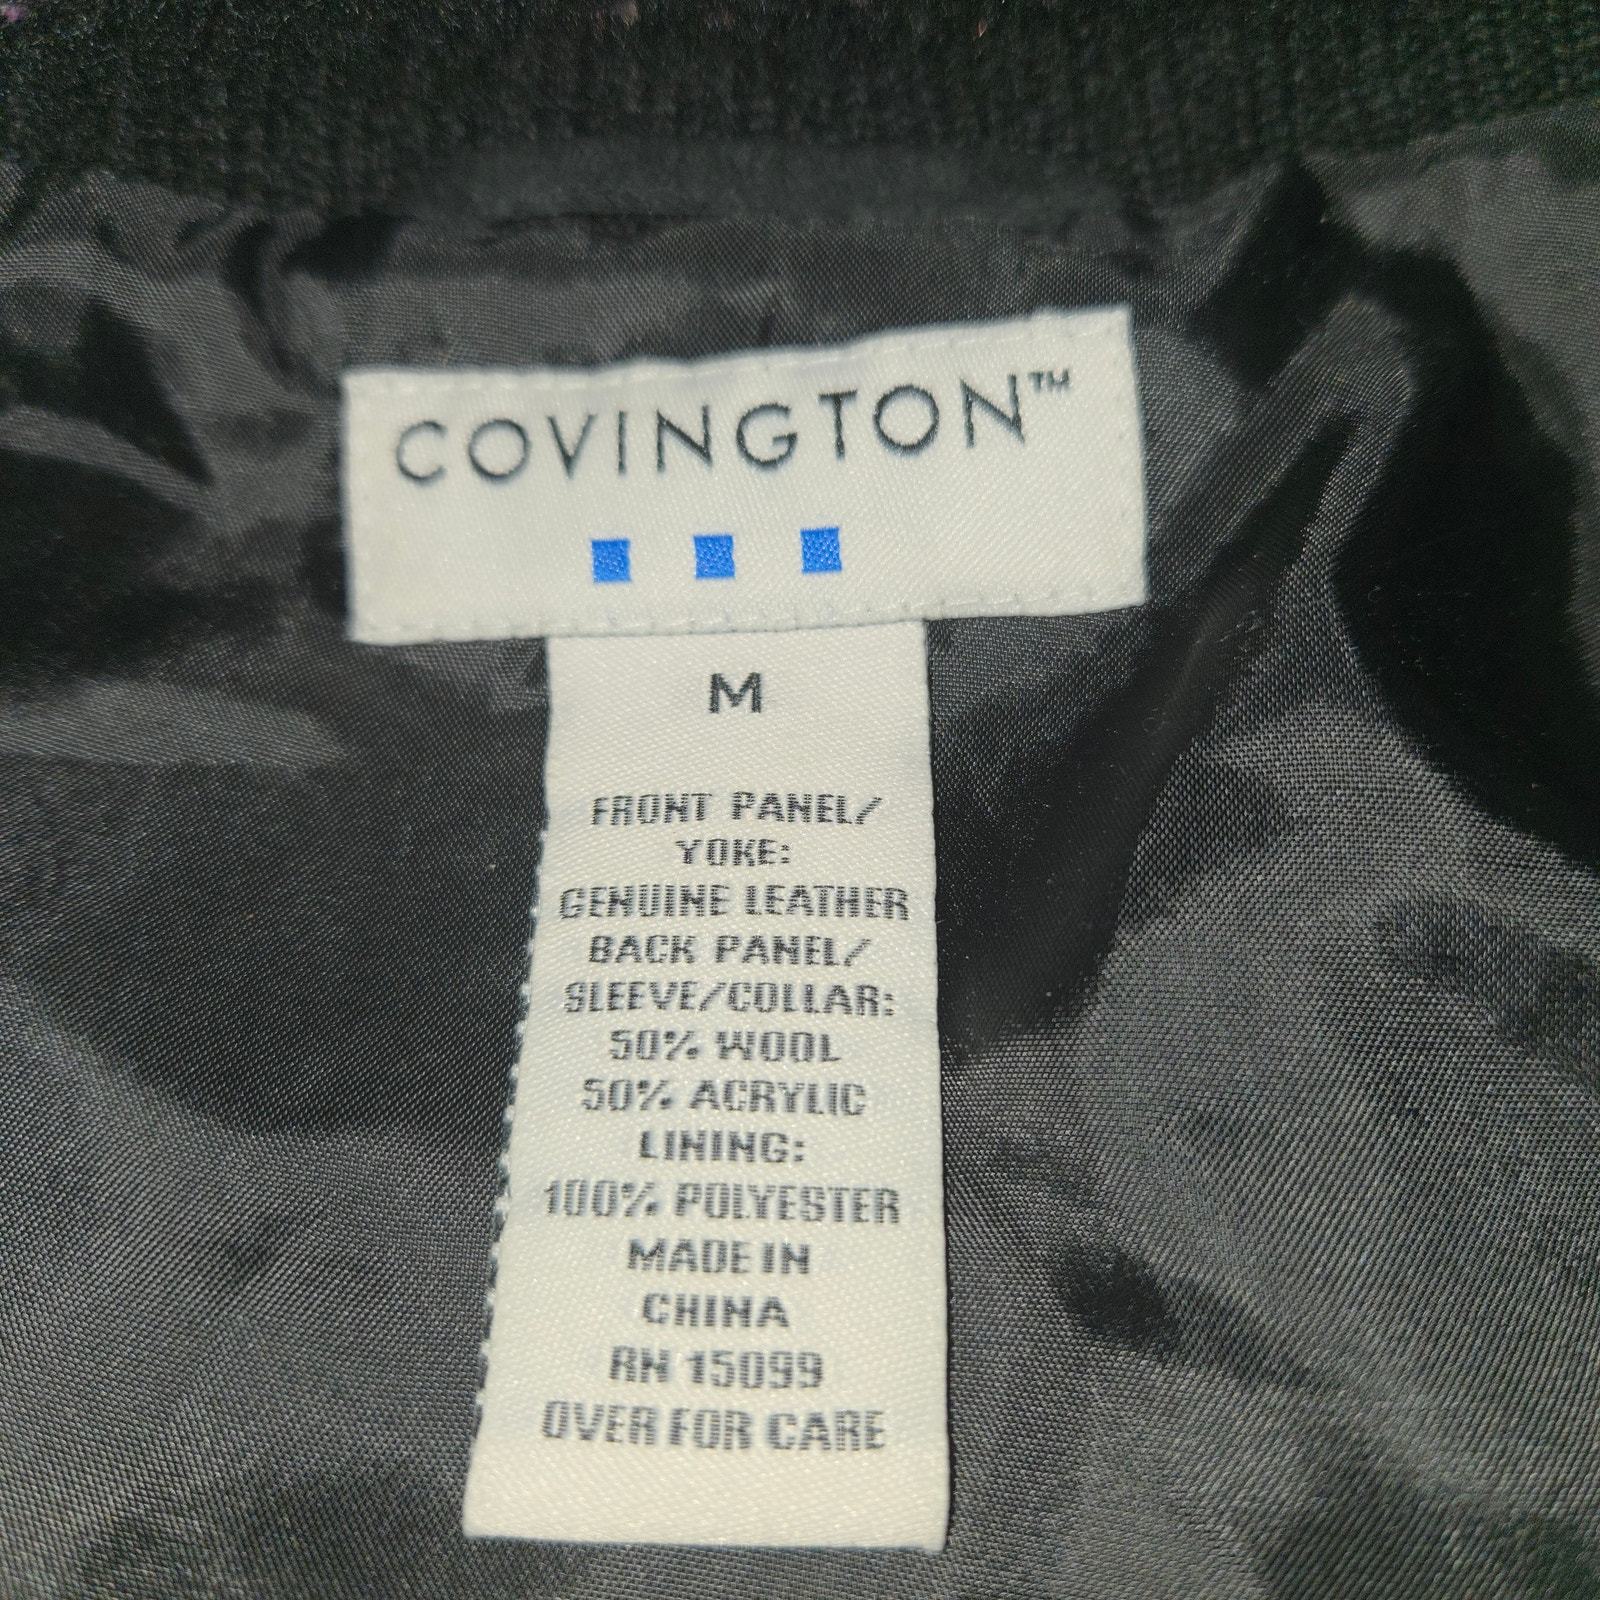 COVINGTON™
M
FRONT PANEL/
YOKE:
GENUINE LEATHER
BACK PANEL/
SLEEVE/COLLAR:
50% WOOL
50% ACRYLIC
LINING:
100% POLYESTER
MADE IN
CHINA
RN 15099
OVER FOR CARE